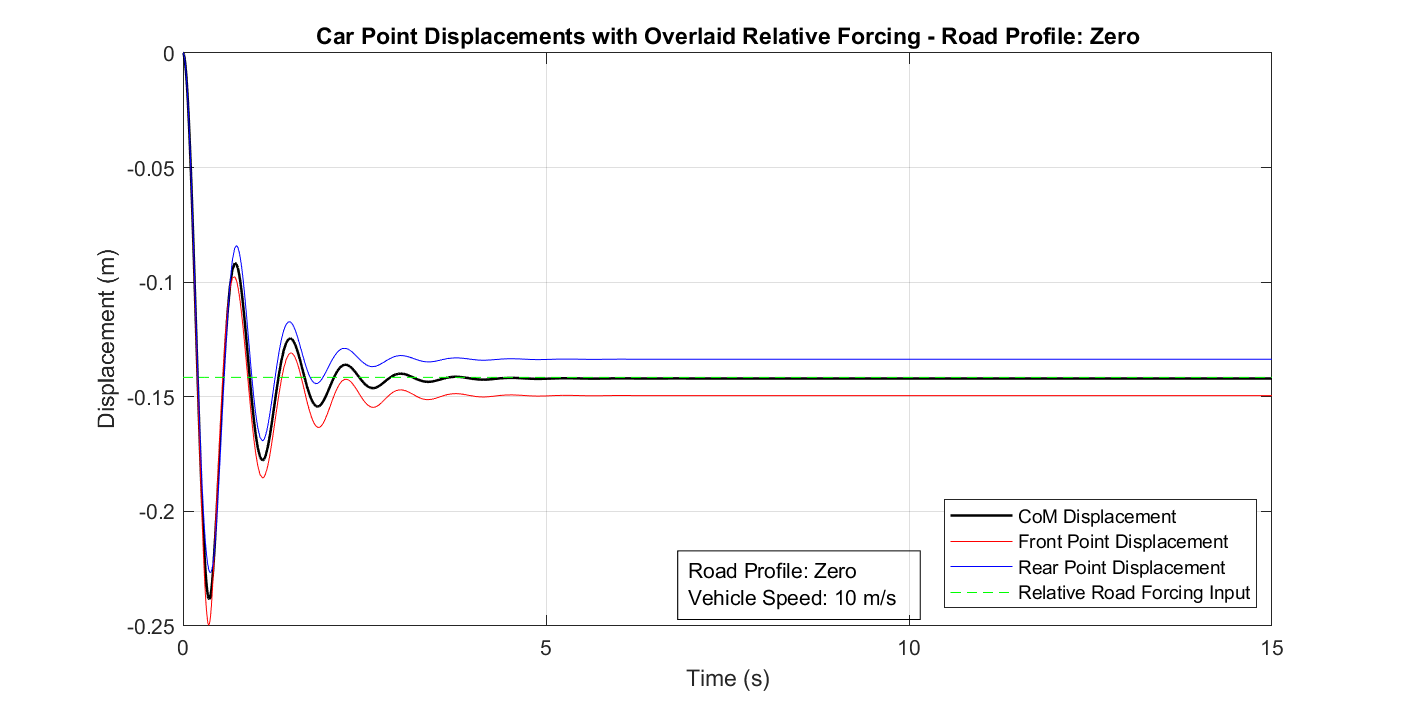 Car Point Displacements with Overlaid Relative Forcing - Road Profile: Zero
0
-0.05
-0.1
-0.15
-0.2
-0.25
Displacement (m)
0
5
10
15
Time (s)
Road Profile: Zero
Vehicle Speed: 10 m/s
CoM Displacement
Front Point Displacement
Rear Point Displacement
Relative Road Forcing Input